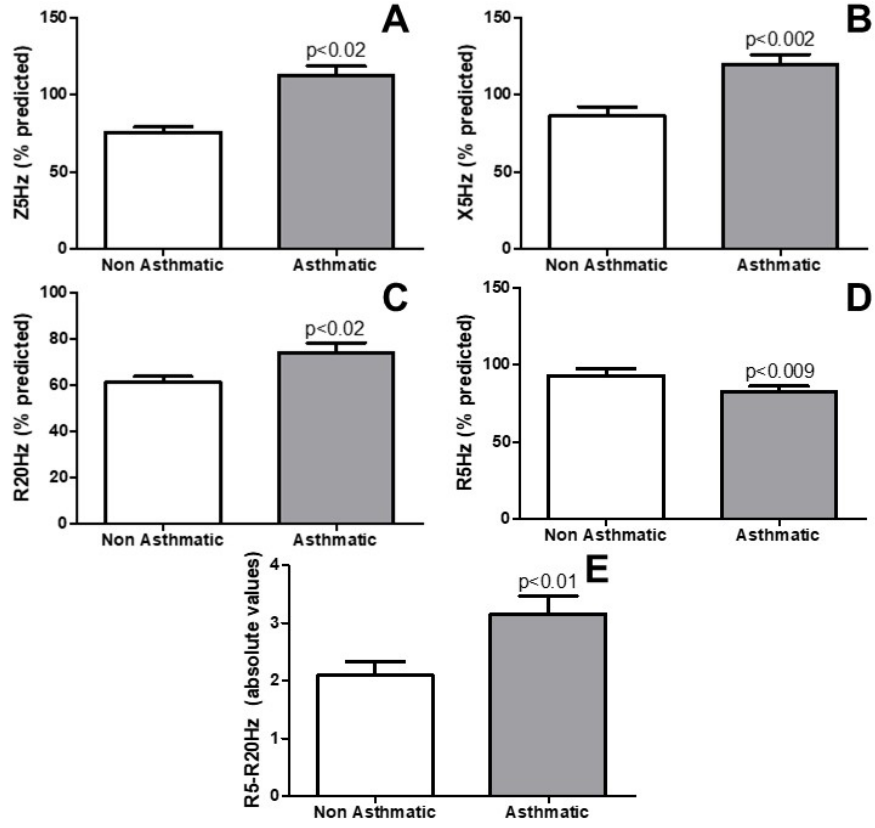 A
Z5Hz (% predicted)
150
100
50
0
p<0.02
Non Asthmatic
Asthmatic
B
X5Hz (% predicted)
150
100
50
0
p<0.002
Non Asthmatic
Asthmatic
C
R20Hz (% predicted)
100
80
60
40
20
0
p<0.02
Non Asthmatic
Asthmatic
D
R5Hz (% predicted)
150
100
50
0
p<0.009
Non Asthmatic
Asthmatic
E
R5-R20Hz (absolute values)
4
3
2
1
0
p<0.01
Non Asthmatic
Asthmatic